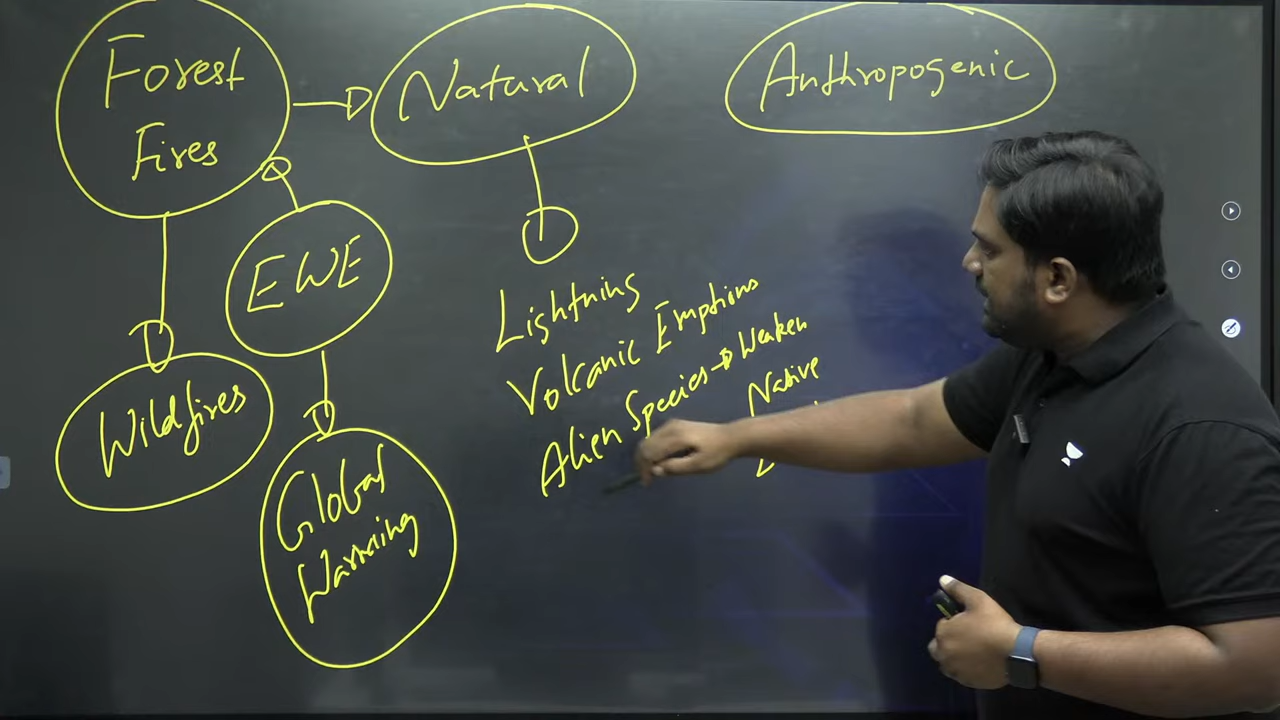 Forest
Fires
Natural
Anthropogenic
EWE
Wildfires
Global
Warming
Lightning
Volcanic Eruptions
Alien Species → Weaken
Native